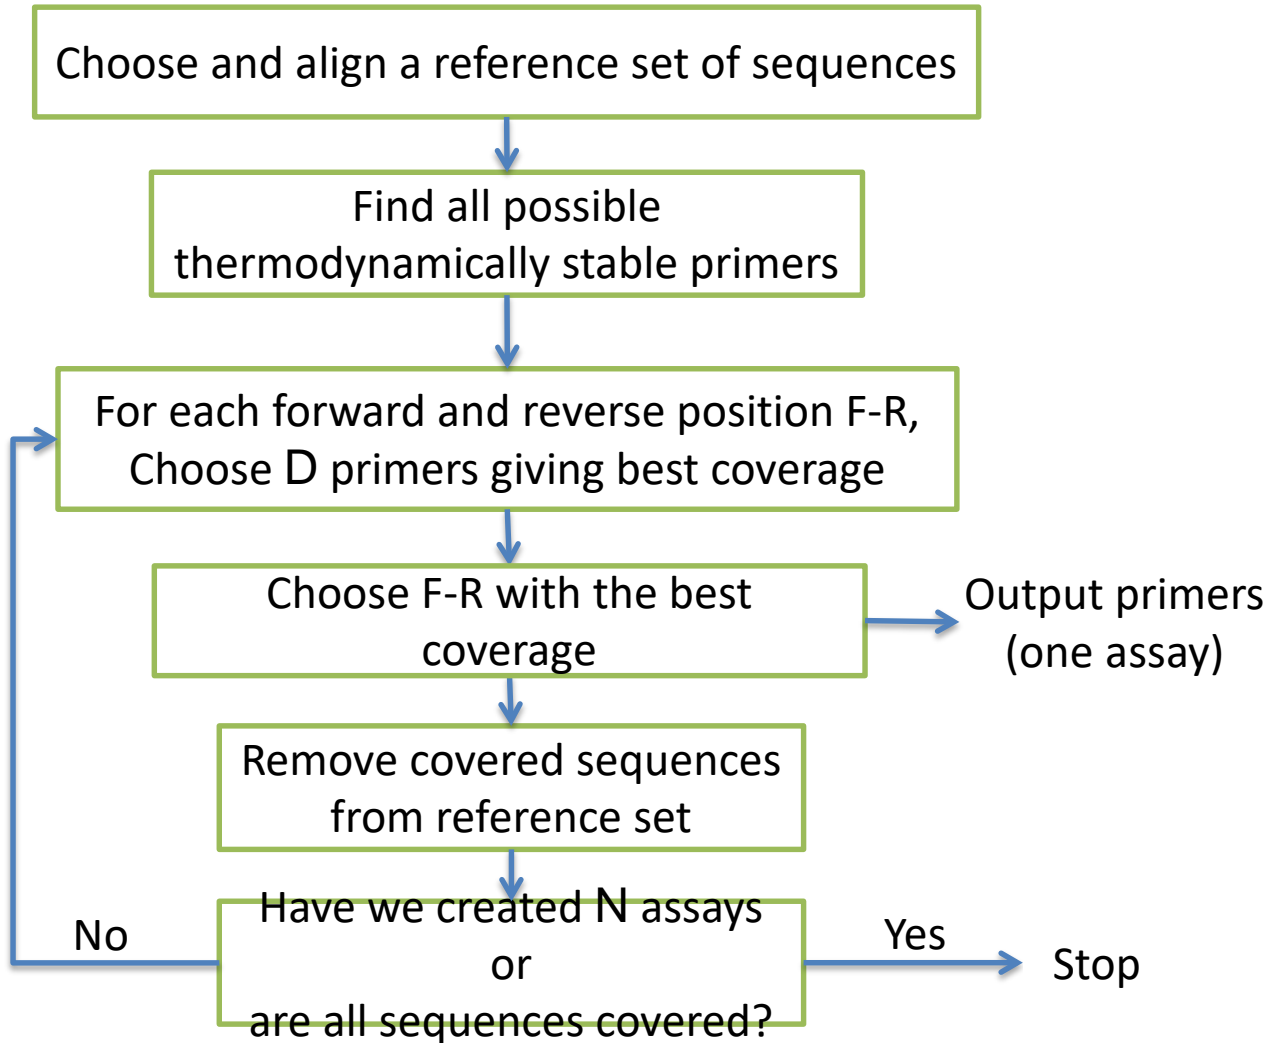 Choose and align a reference set of sequences
Find all possible
thermodynamically stable primers
For each forward and reverse position F-R,
Choose D primers giving best coverage
Choose F-R with the best
coverage
Output primers
(one assay)
Remove covered sequences
from reference set
Have we created N assays
or
are all sequences covered?
No
Yes
Stop